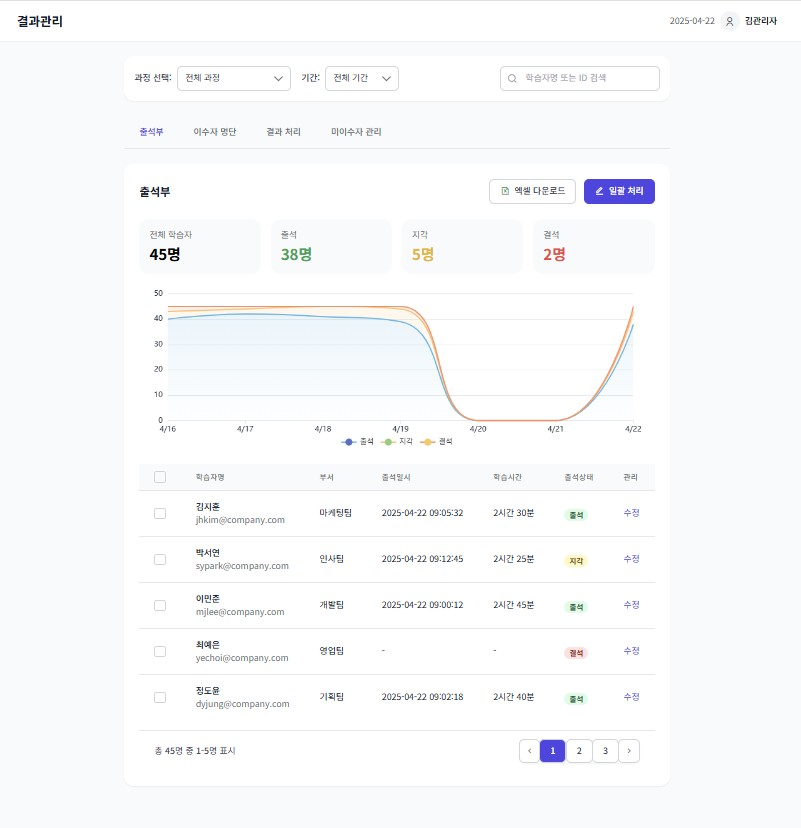 결과관리
2025-04-22 김관리자
과정 선택: 전체 과정 기간: 전체 기간 학습자명 또는 ID 검색
출석부 이수자 명단 결과 처리 미이수자 관리
출석부 엑셀 다운로드 일괄 처리
전체 학습자 출석 지각 결석
45명 38명 5명 2명
50
40
30
20
10
0
4/16 4/17 4/18 4/19 4/20 4/21 4/22
출석 지각 결석
학습자명 부서 출석일시 학습시간 출석상태 관리
김지훈
jhkim@company.com 마케팅팀 2025-04-22 09:05:32 2시간 30분 출석 수정
박서연
sypark@company.com 인사팀 2025-04-22 09:12:45 2시간 25분 지각 수정
이민준
mjlee@company.com 개발팀 2025-04-22 09:00:12 2시간 45분 출석 수정
최예은
yechoi@company.com 영업팀 - - 결석 수정
정도윤
dyjung@company.com 기획팀 2025-04-22 09:02:18 2시간 40분 출석 수정
총 45명 중 1-5명 표시 ‹ 1 2 3 ›